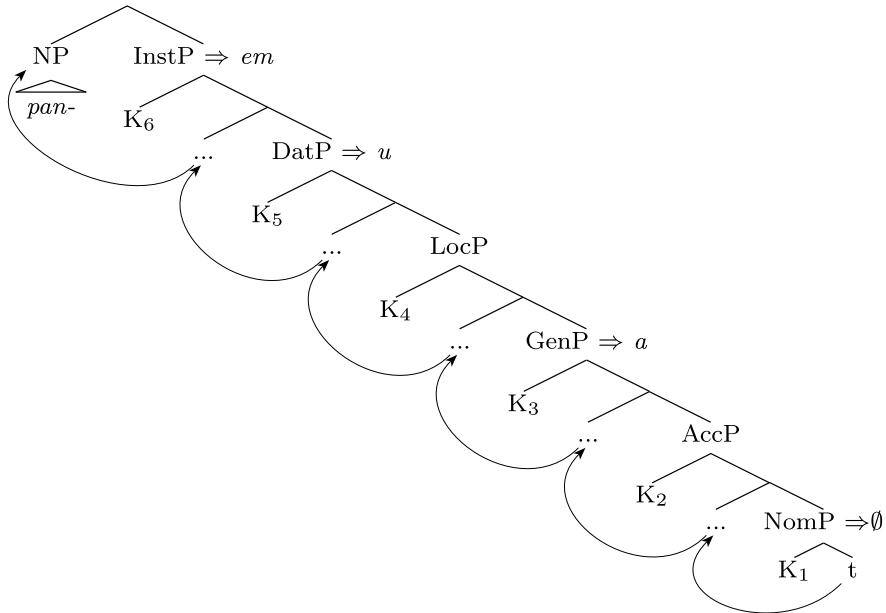 NP InstP ⇒ em
pan-
K₆
... DatP ⇒ u
K₅
... LocP
K₄
... GenP ⇒ a
K₃
... AccP
K₂
... NomP ⇒∅
K₁ t